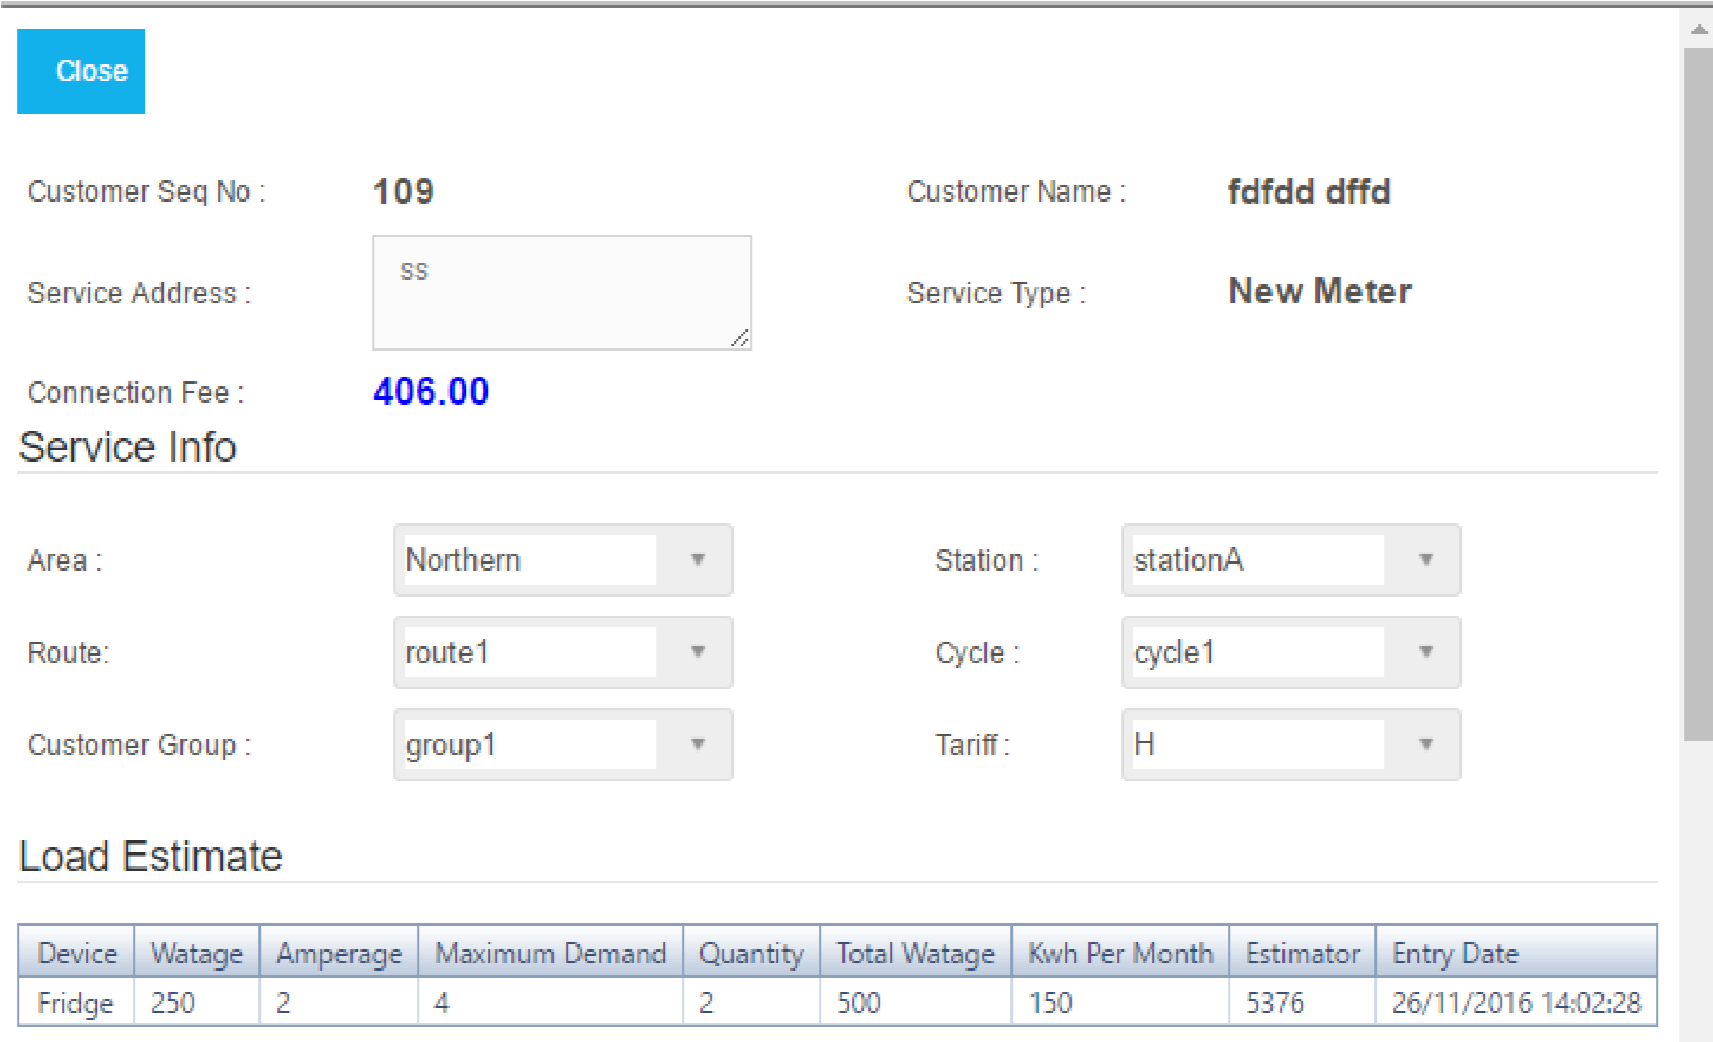 Close
Customer Seq No : 109 Customer Name : fdfdd dffd
Service Address : ss Service Type : New Meter
Connection Fee : 406.00
Service Info
Area : Northern Station : stationA
Route: route1 Cycle : cycle1
Customer Group : group1 Tariff : H
Load Estimate
Device Watage Amperage Maximum Demand Quantity Total Watage Kwh Per Month Estimator Entry Date
Fridge 250 2 4 2 500 150 5376 26/11/2016 14:02:28